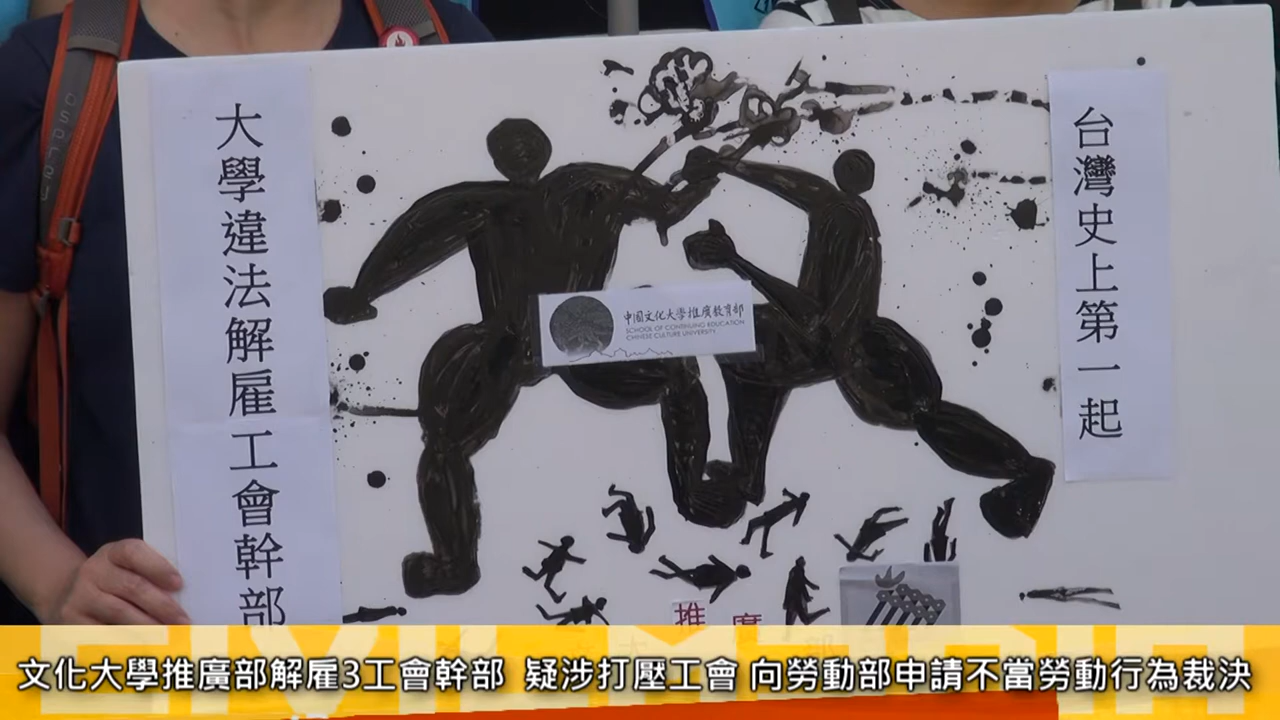 台灣史上第一起
大學違法解雇工會幹部
中國文化大學推廣教育部
SCHOOL OF CONTINUING EDUCATION
CHINESE CULTURE UNIVERSITY
osprey
推廣
文化大學推廣部解雇3工會幹部 疑涉打壓工會 向勞動部申請不當勞動行為裁決